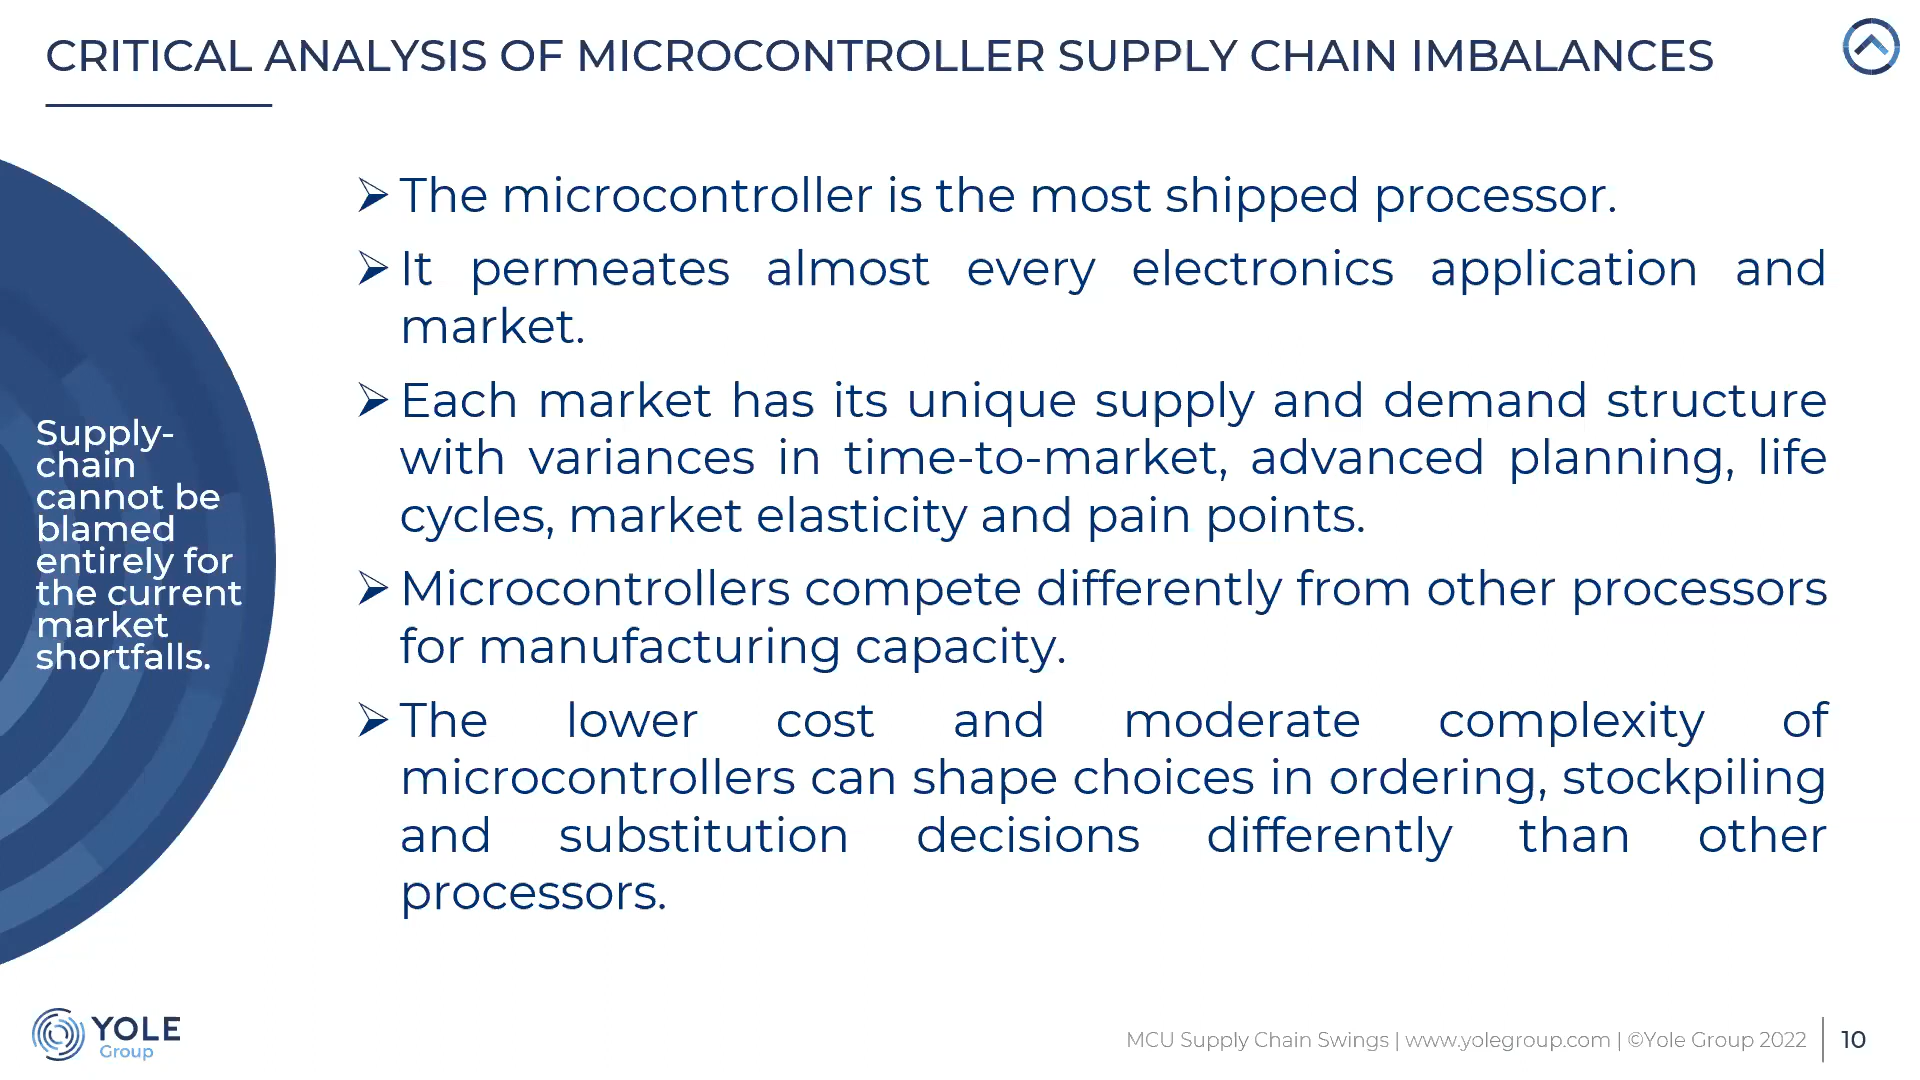 CRITICAL ANALYSIS OF MICROCONTROLLER SUPPLY CHAIN IMBALANCES
Supply-
chain
cannot be
blamed
entirely for
the current
market
shortfalls.
➢ The microcontroller is the most shipped processor.
➢ It permeates almost every electronics application and
market.
➢ Each market has its unique supply and demand structure
with variances in time-to-market, advanced planning, life
cycles, market elasticity and pain points.
➢ Microcontrollers compete differently from other processors
for manufacturing capacity.
➢ The lower cost and moderate complexity of
microcontrollers can shape choices in ordering, stockpiling
and substitution decisions differently than other
processors.
YOLE
Group
MCU Supply Chain Swings | www.yolegroup.com | ©Yole Group 2022 | 10